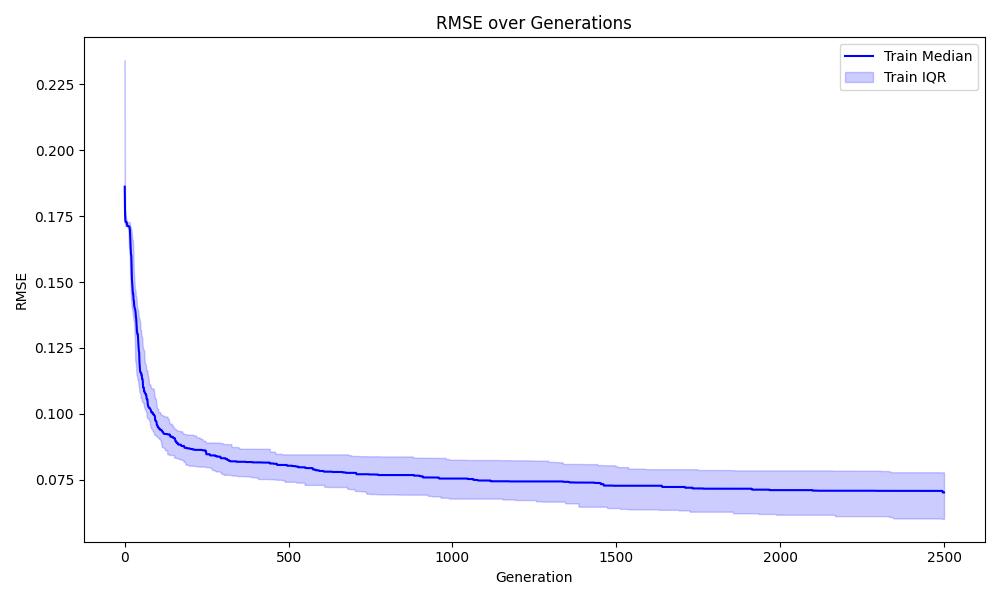 RMSE over Generations
Train Median
Train IQR
RMSE
0.225
0.200
0.175
0.150
0.125
0.100
0.075
0
500
1000
1500
2000
2500
Generation